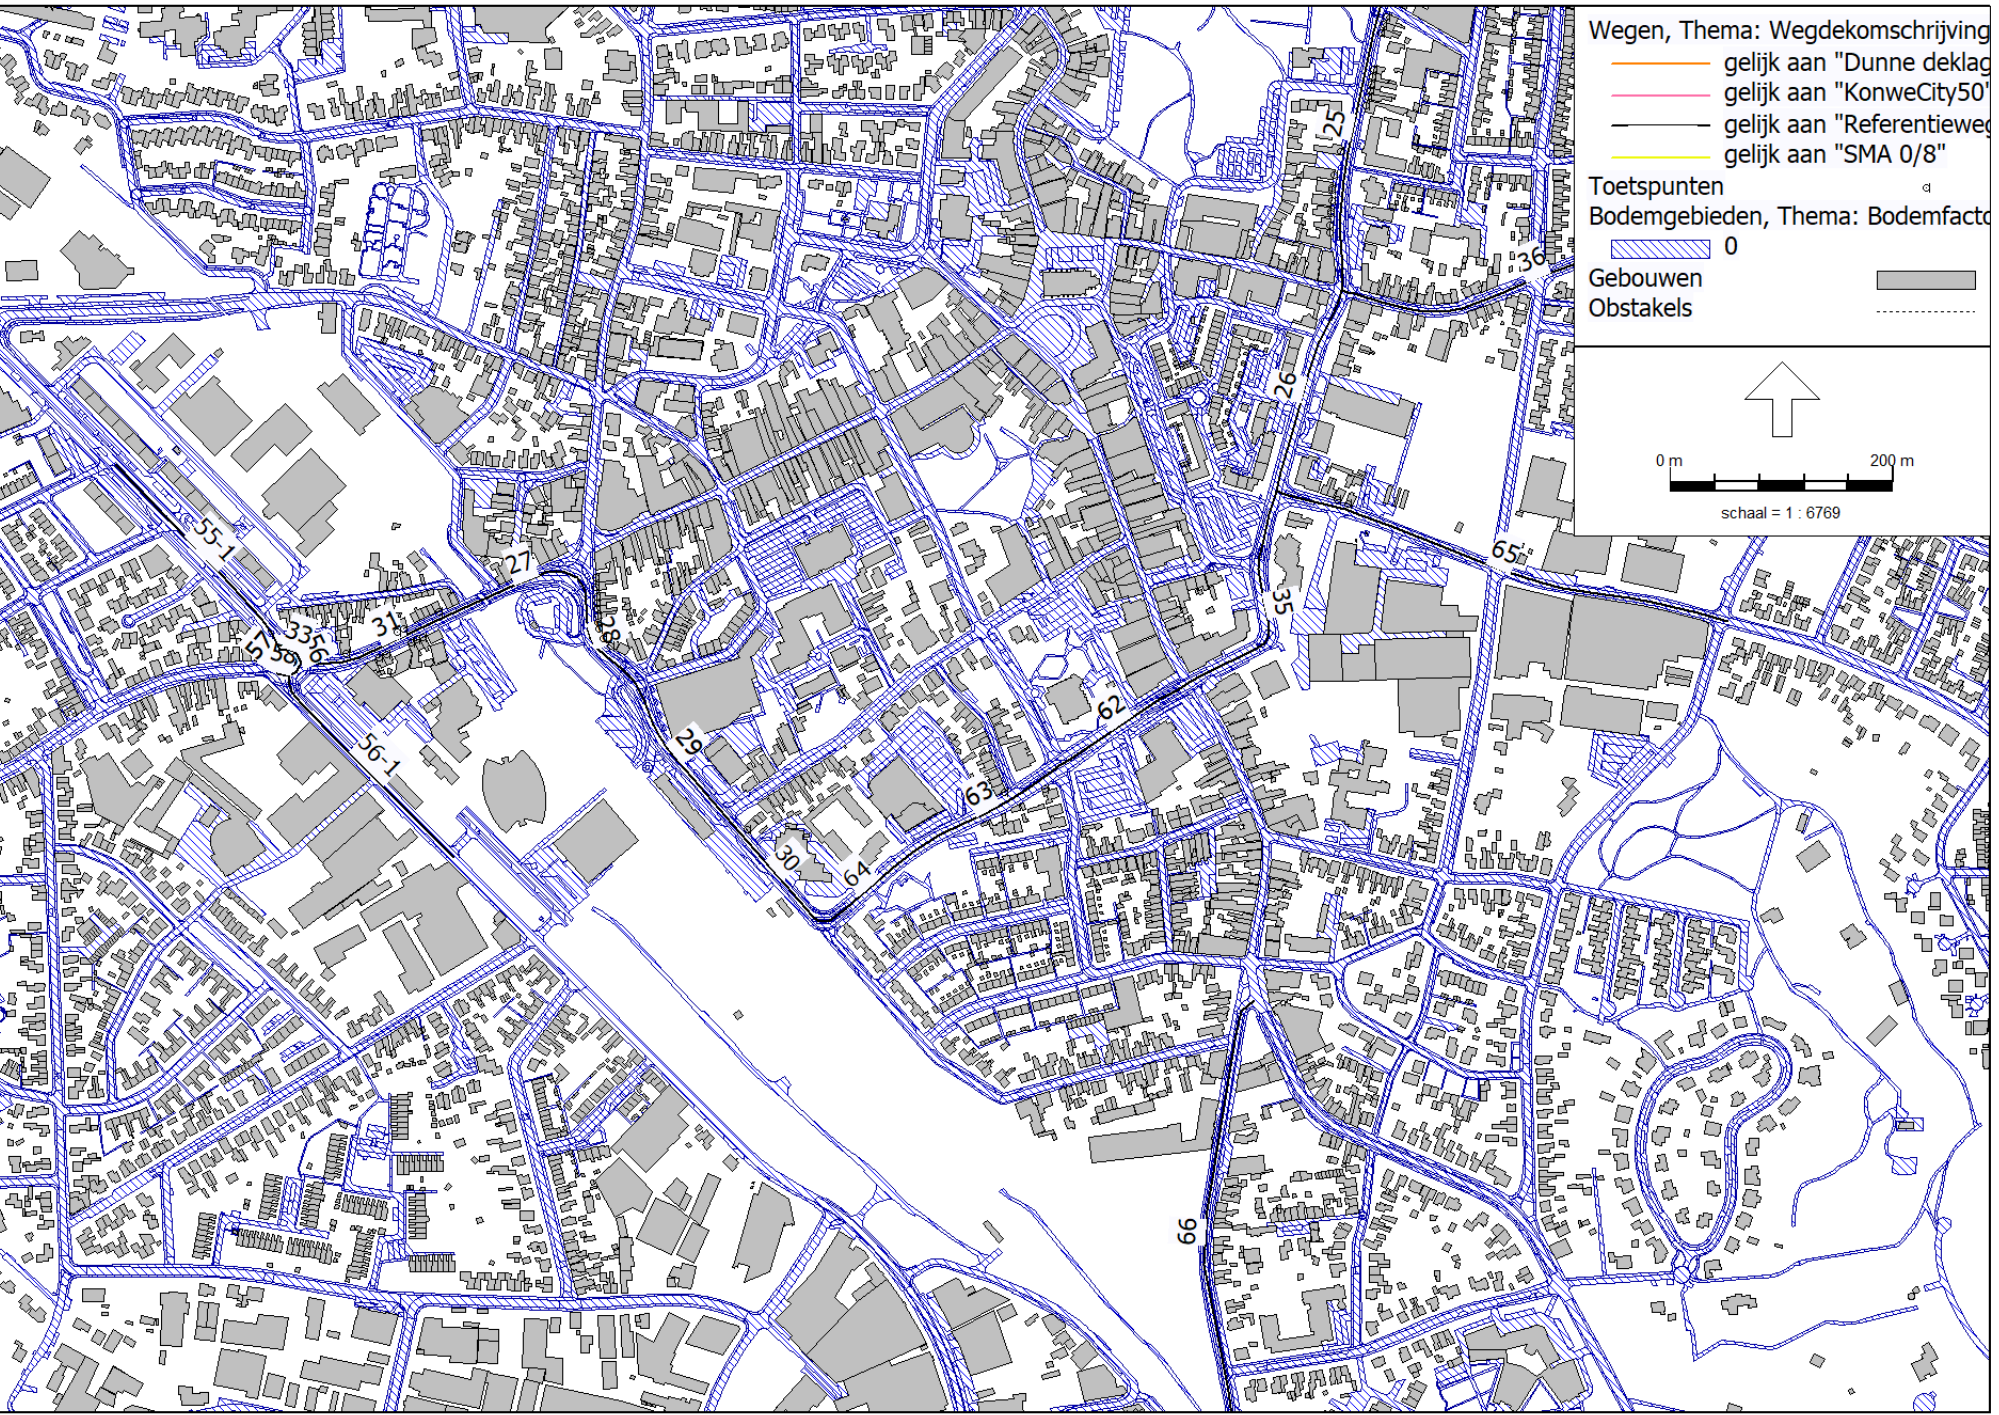 Wegen, Thema: Wegdekomschrijving
gelijk aan "Dunne deklag
gelijk aan "KonweCity50"
gelijk aan "Referentieweg
gelijk aan "SMA 0/8"
Toetspunten
Bodemgebieden, Thema: Bodemfacto
0
Gebouwen
Obstakels
0 m 200 m
schaal = 1 : 6769
25
36
26
65
55-1
27
35
31
33
56
57
58
28
62
29
56-1
63
30
64
66